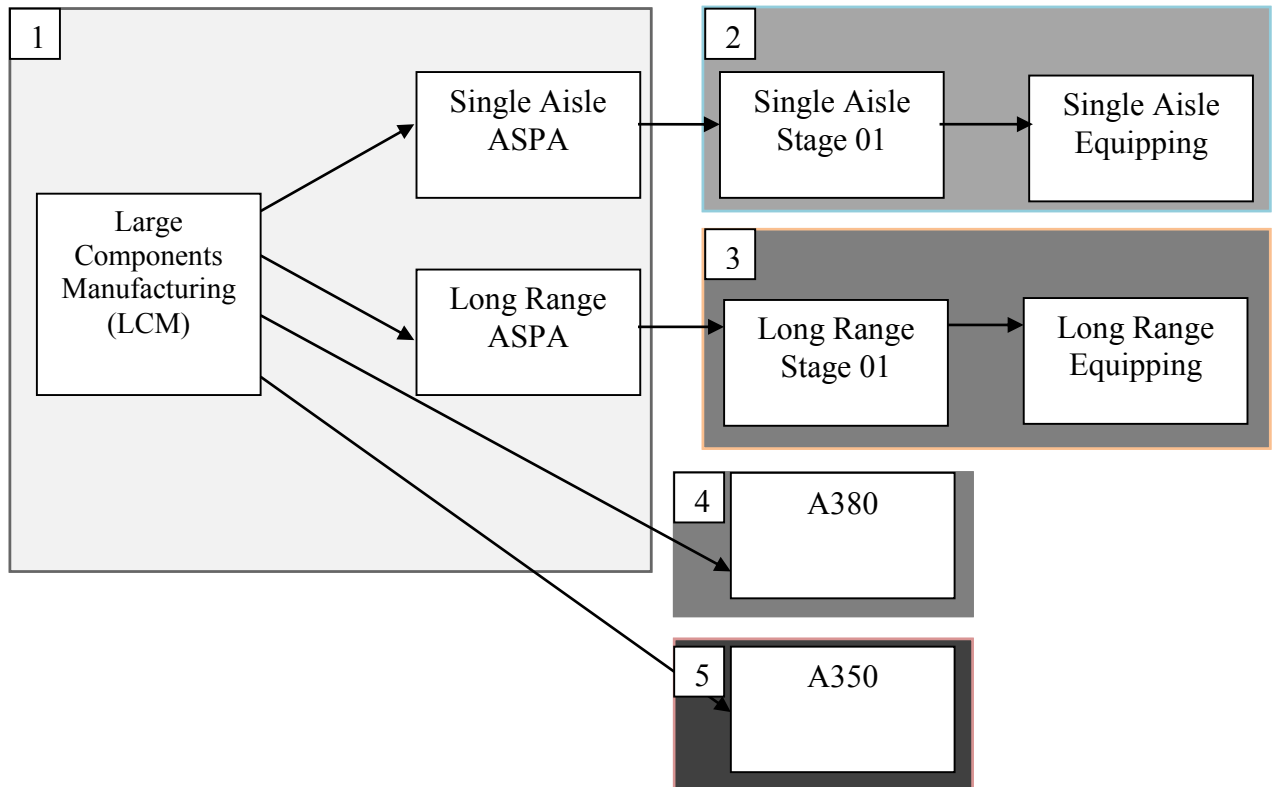 1
Large
Components
Manufacturing
(LCM)
Single Aisle
ASPA
Long Range
ASPA
2
Single Aisle
Stage 01
Single Aisle
Equipping
3
Long Range
Stage 01
Long Range
Equipping
4
A380
5
A350